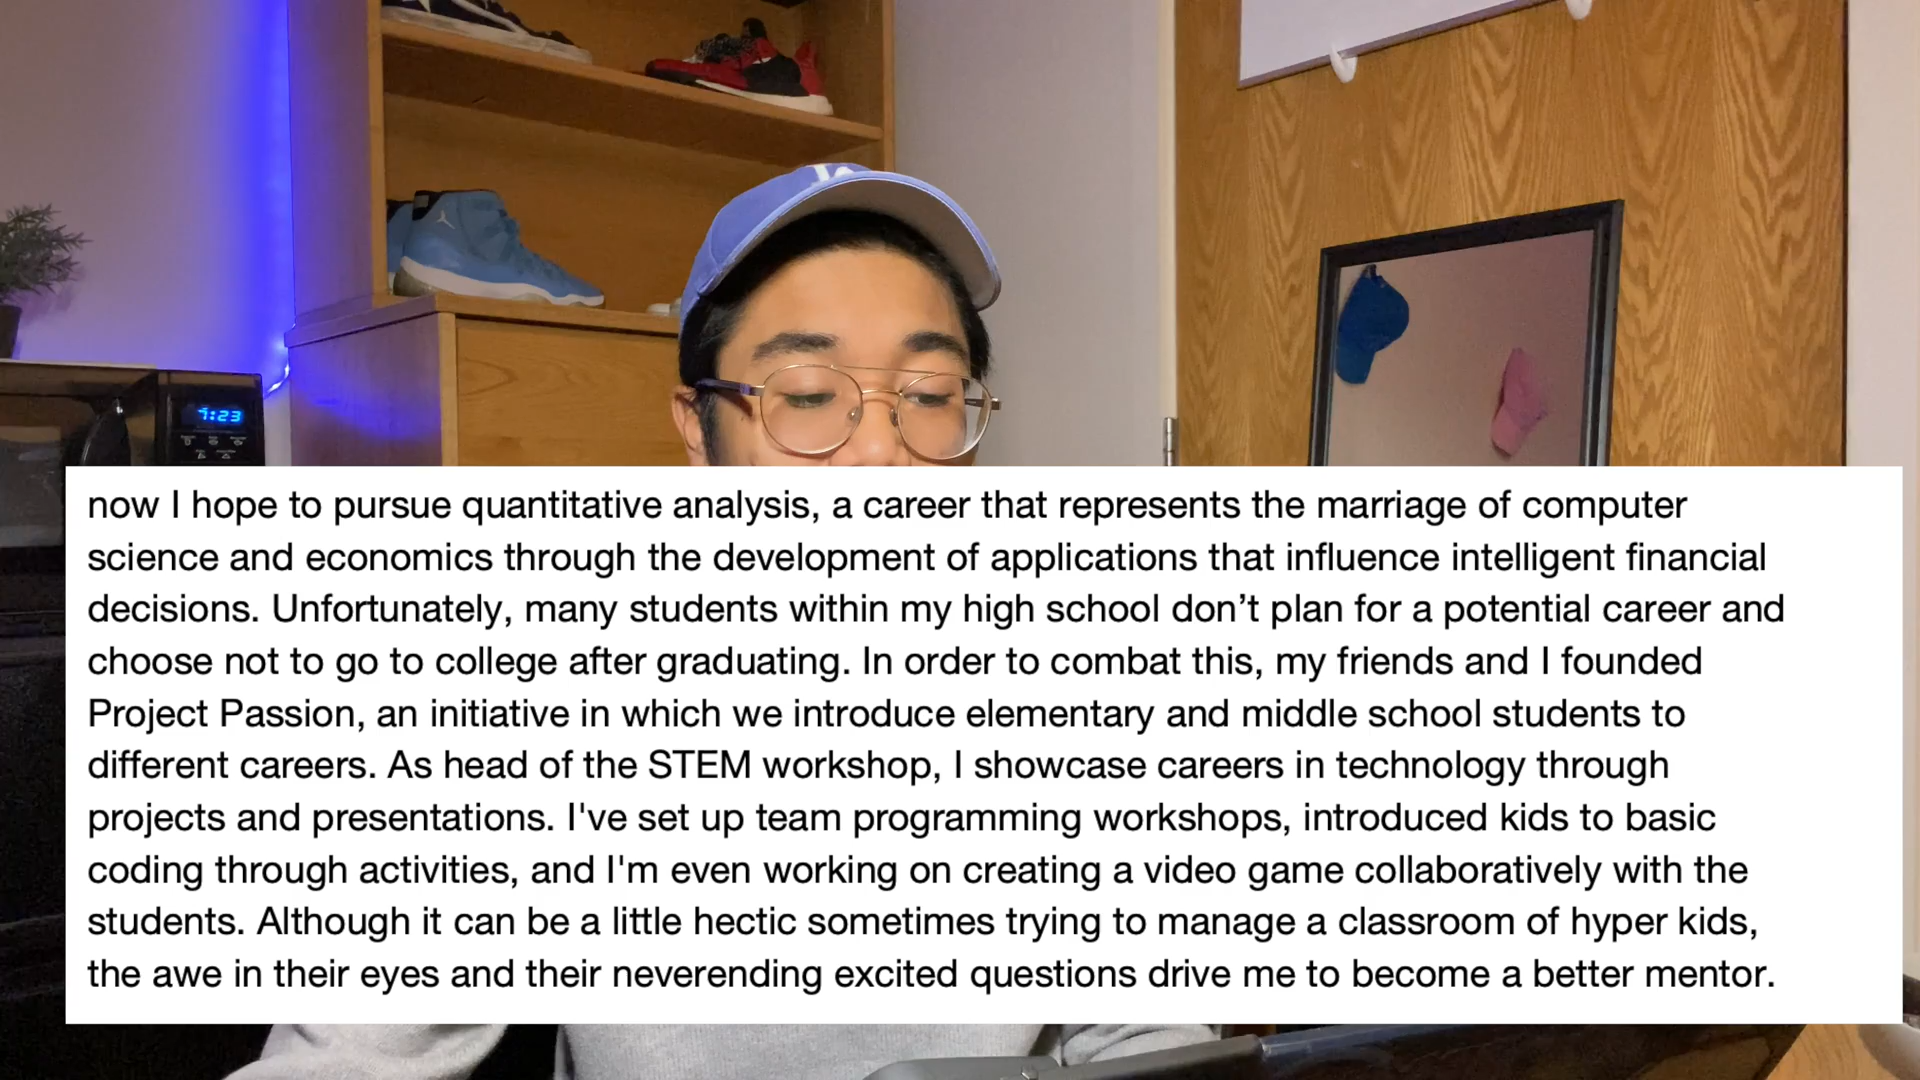 7:23
now I hope to pursue quantitative analysis, a career that represents the marriage of computer
science and economics through the development of applications that influence intelligent financial
decisions. Unfortunately, many students within my high school don’t plan for a potential career and
choose not to go to college after graduating. In order to combat this, my friends and I founded
Project Passion, an initiative in which we introduce elementary and middle school students to
different careers. As head of the STEM workshop, I showcase careers in technology through
projects and presentations. I've set up team programming workshops, introduced kids to basic
coding through activities, and I'm even working on creating a video game collaboratively with the
students. Although it can be a little hectic sometimes trying to manage a classroom of hyper kids,
the awe in their eyes and their neverending excited questions drive me to become a better mentor.